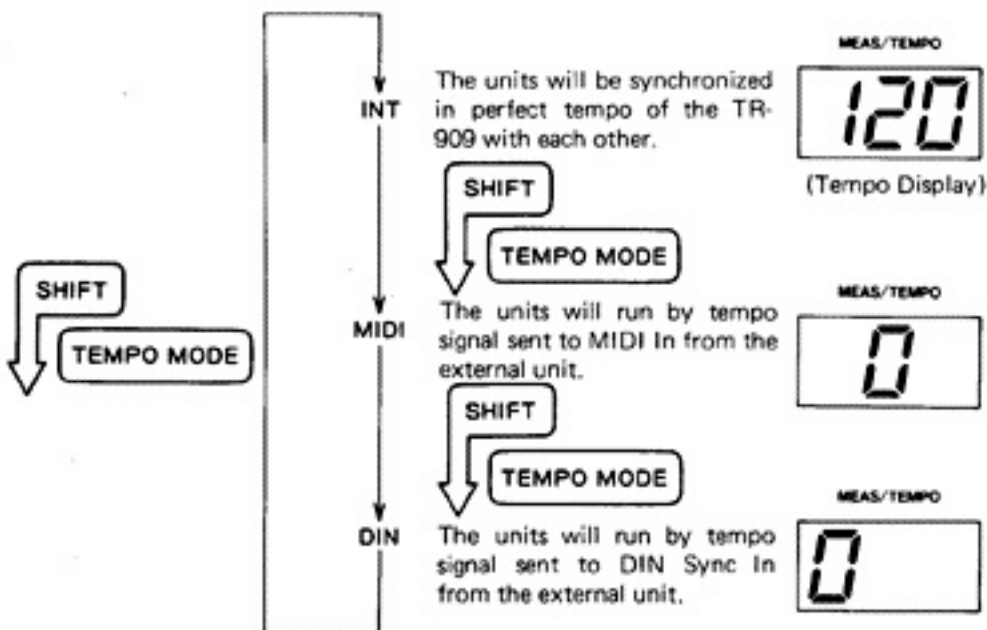 MEAS/TEMPO
The units will be synchronized
INT in perfect tempo of the TR-
909 with each other.
120
(Tempo Display)
SHIFT
TEMPO MODE
SHIFT
TEMPO MODE
MEAS/TEMPO
The units will run by tempo
MIDI signal sent to MIDI In from the
external unit.
0
SHIFT
TEMPO MODE
MEAS/TEMPO
DIN The units will run by tempo
signal sent to DIN Sync In
from the external unit.
0